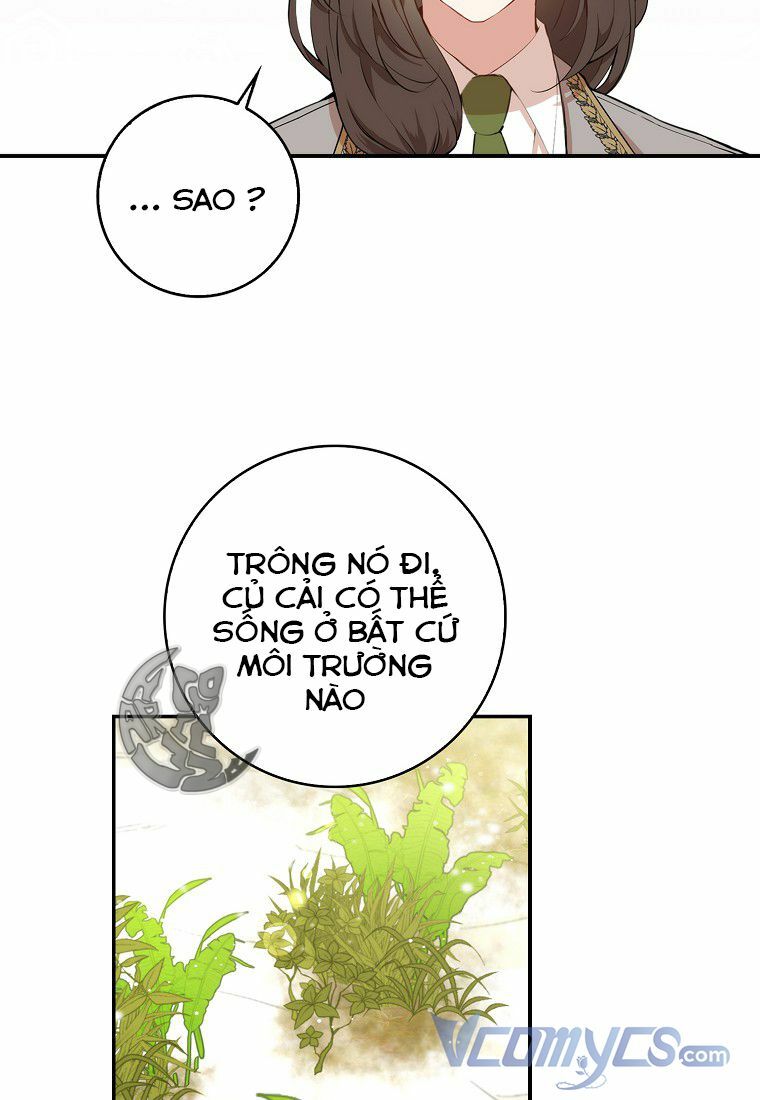 ... SAO ?
TRÔNG NÓ ĐI,
CỦ CẢI CÓ THỂ
SỐNG Ở BẤT CỨ
MÔI TRƯỜNG
NÀO
VCOMYCS.com